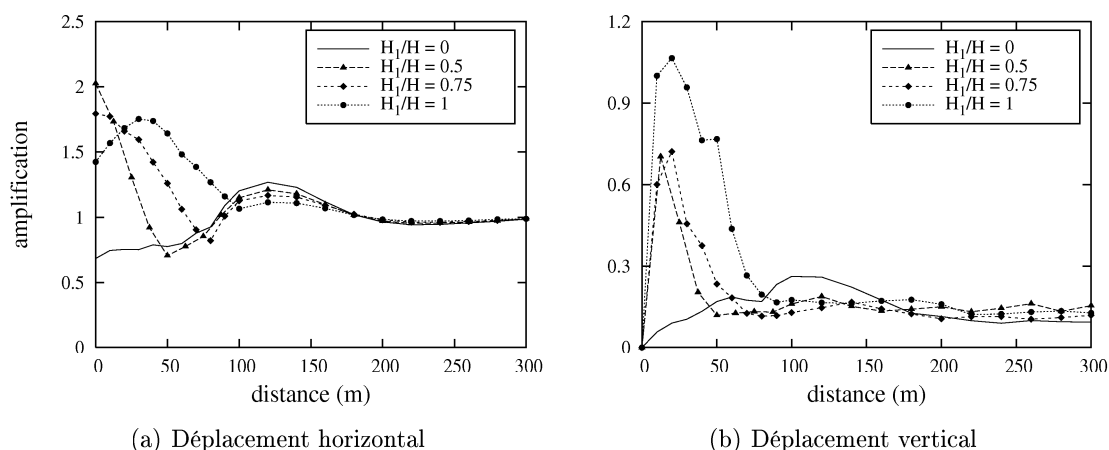 2.5
2
1.5
1
0.5
0
amplification
H1/H = 0
H1/H = 0.5
H1/H = 0.75
H1/H = 1
0 50 100 150 200 250 300
distance (m)
(a) Déplacement horizontal
1.2
0.9
0.6
0.3
0
H1/H = 0
H1/H = 0.5
H1/H = 0.75
H1/H = 1
0 50 100 150 200 250 300
distance (m)
(b) Déplacement vertical